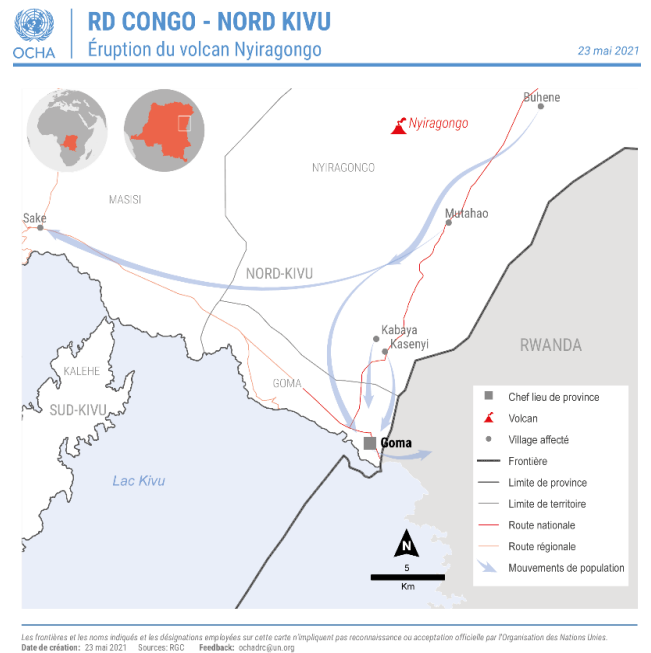 OCHA
RD CONGO - NORD KIVU
Éruption du volcan Nyiragongo
23 mai 2021
Buhene
Nyiragongo
NYIRAGONGO
MASISI
Mutahao
Sake
NORD-KIVU
Kabaya
Kasenyi
RWANDA
KALEHE
GOMA
SUD-KIVU
Goma
Lac Kivu
Chef lieu de province
Volcan
Village affecté
Frontière
Limite de province
Limite de territoire
Route nationale
Route régionale
Mouvements de population
N
5
Km
Les frontières et les noms indiqués et les désignations employées sur cette carte n'impliquent pas reconnaissance ou acceptation officielle par l'Organisation des Nations Unies.
Date de création: 23 mai 2021 Sources: RGC Feedback: ochadrc@un.org